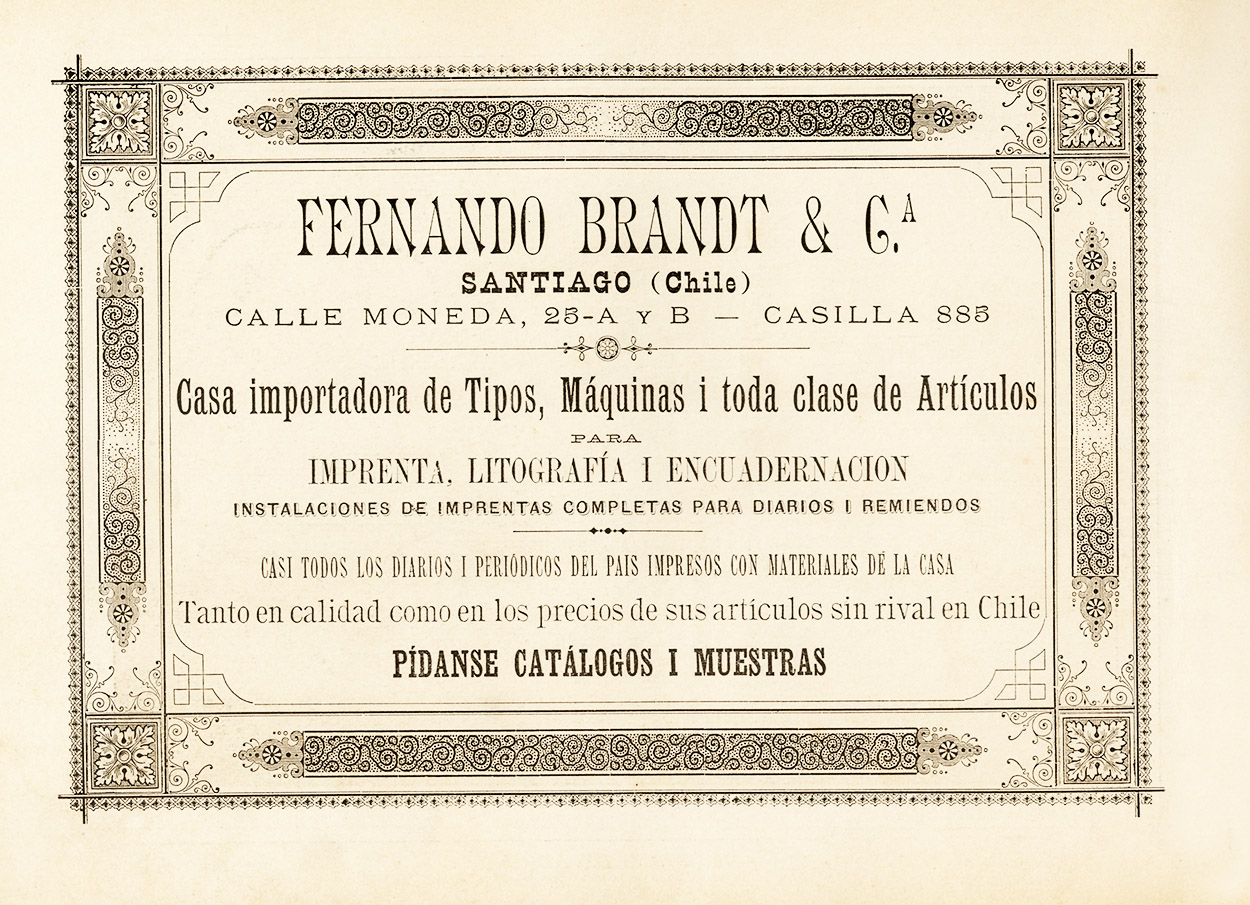 FERNANDO BRANDT & C.ᴬ
SANTIAGO (Chile)
CALLE MONEDA, 25-A Y B — CASILLA 885
Casa importadora de Tipos, Máquinas i toda clase de Artículos
PARA
IMPRENTA, LITOGRAFÍA I ENCUADERNACION
INSTALACIONES DE IMPRENTAS COMPLETAS PARA DIARIOS I REMIENDOS
CASI TODOS LOS DIARIOS I PERIÓDICOS DEL PAIS IMPRESOS CON MATERIALES DE LA CASA
Tanto en calidad como en los precios de sus artículos sin rival en Chile
PÍDANSE CATÁLOGOS I MUESTRAS